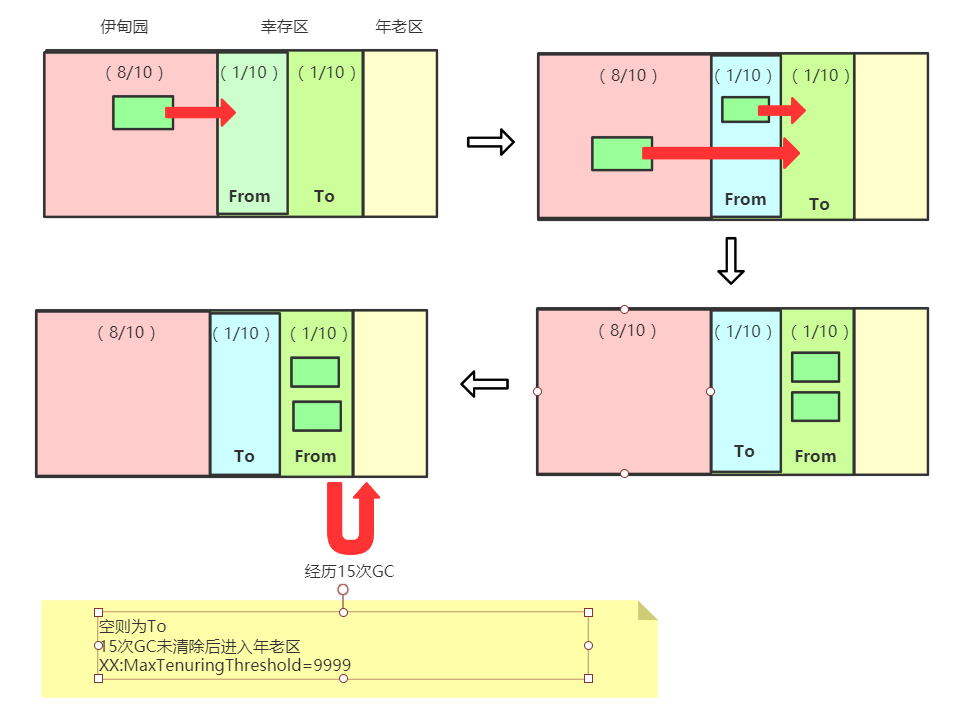 伊甸园 幸存区 年老区
（8/10） （1/10） （1/10）
From To
（8/10） （1/10） （1/10）
From To
（8/10） （1/10） （1/10）
To From
（8/10） （1/10） （1/10）
To From
经历15次GC
空则为To
15次GC未清除后进入年老区
XX:MaxTenuringThreshold=9999